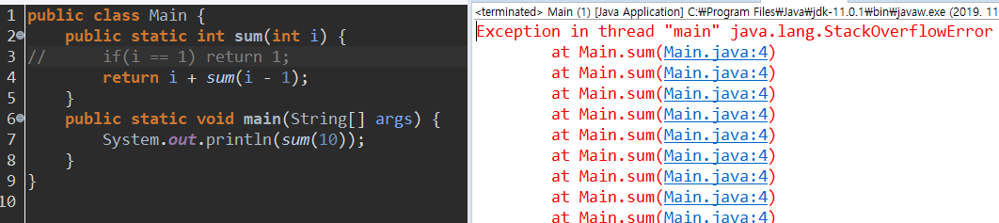 1 public class Main {
2 public static int sum(int i) {
3 // if(i == 1) return 1;
4 return i + sum(i - 1);
5 }
6 public static void main(String[] args) {
7 System.out.println(sum(10));
8 }
9 }
10
<terminated> Main (1) [Java Application] C:₩Program Files₩Java₩jdk-11.0.1₩bin₩javaw.exe (2019. 11
Exception in thread "main" java.lang.StackOverflowError
at Main.sum(Main.java:4)
at Main.sum(Main.java:4)
at Main.sum(Main.java:4)
at Main.sum(Main.java:4)
at Main.sum(Main.java:4)
at Main.sum(Main.java:4)
at Main.sum(Main.java:4)
at Main.sum(Main.java:4)
at Main.sum(Main.java:4)